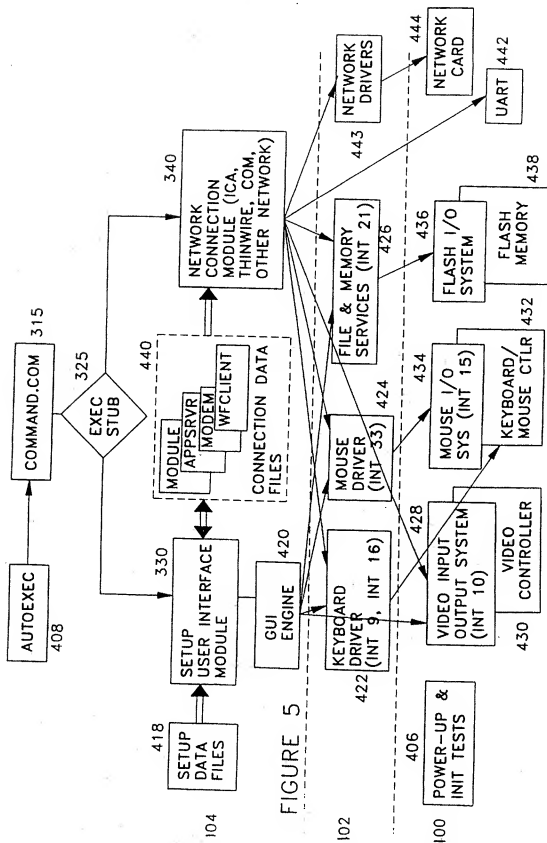 AUTOEXEC
408
COMMAND.COM
315
EXEC
STUB
325
418
SETUP DATA
FILES
330
SETUP
USER INTERFACE
MODULE
440
MODULE
APPSRVR
MODEM
WFCLIENT
CONNECTION DATA
FILES
340
NETWORK
CONNECTION
MODULE (ICA,
THINWIRE, COM,
OTHER NETWORK)
GUI
ENGINE
420
104
FIGURE 5
102
422
KEYBOARD
DRIVER
(INT 9, INT 16)
MOUSE
DRIVER
(INT 33)
424
FILE & MEMORY
SERVICES (INT 21)
426
443
NETWORK
DRIVERS
100
406
POWER-UP &
INIT TESTS
428
VIDEO INPUT
OUTPUT SYSTEM
(INT 10)
VIDEO
CONTROLLER
430
434
MOUSE I/O
SYS (INT 15)
KEYBOARD/
MOUSE CTLR
432
436
FLASH I/O
SYSTEM
FLASH
MEMORY
438
UART
442
NETWORK
CARD
444